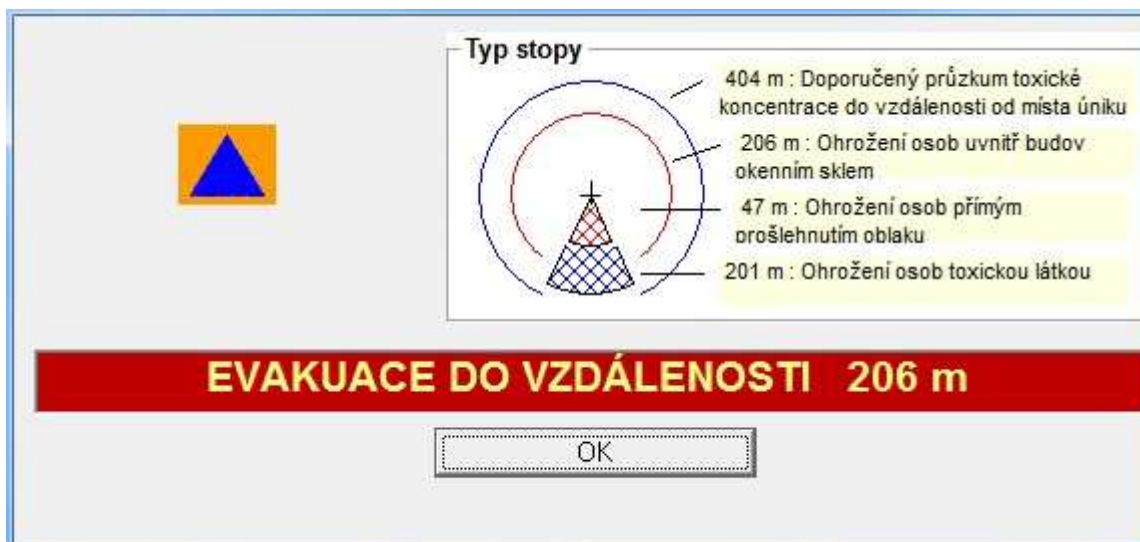 Typ stopy
404 m : Doporučený průzkum toxické
koncentrace do vzdálenosti od místa úniku
206 m : Ohrožení osob uvnitř budov
okenním sklem
47 m : Ohrožení osob přímým
prošlehnutím oblaku
201 m : Ohrožení osob toxickou látkou
EVAKUACE DO VZDÁLENOSTI 206 m
OK